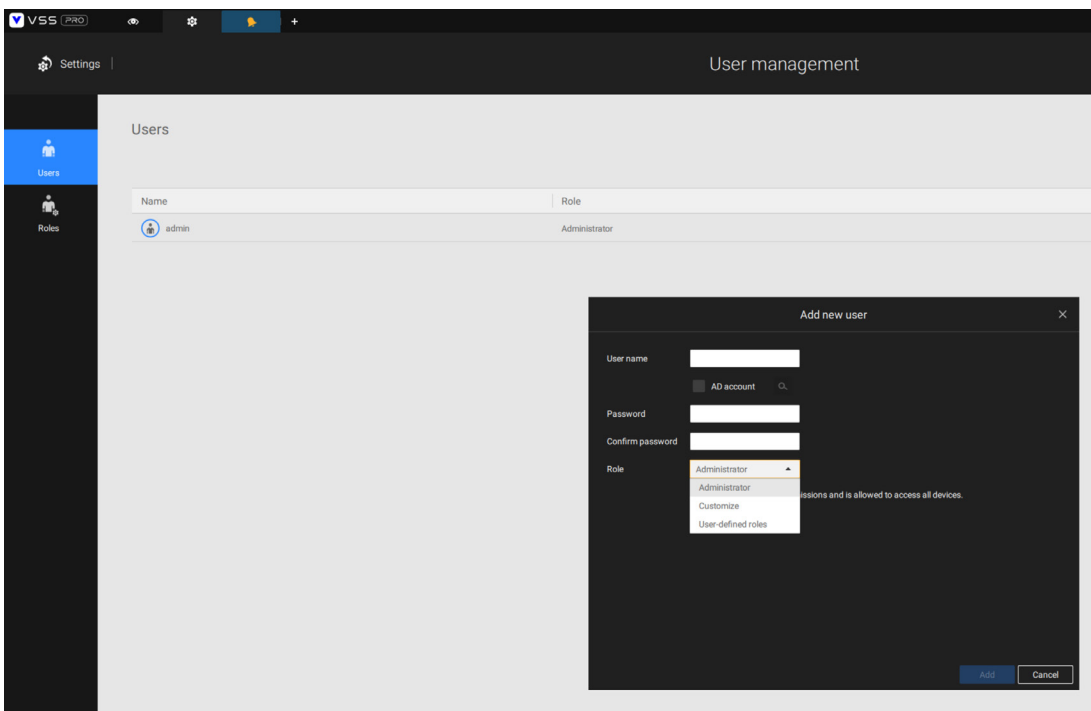 VSS PRO
+
Settings
User management
Users
Users
Name
Role
Roles
admin
Administrator
Add new user
User name
AD account
Password
Confirm password
Role
Administrator
Administrator
issions and is allowed to access all devices.
Customize
User-defined roles
Add
Cancel